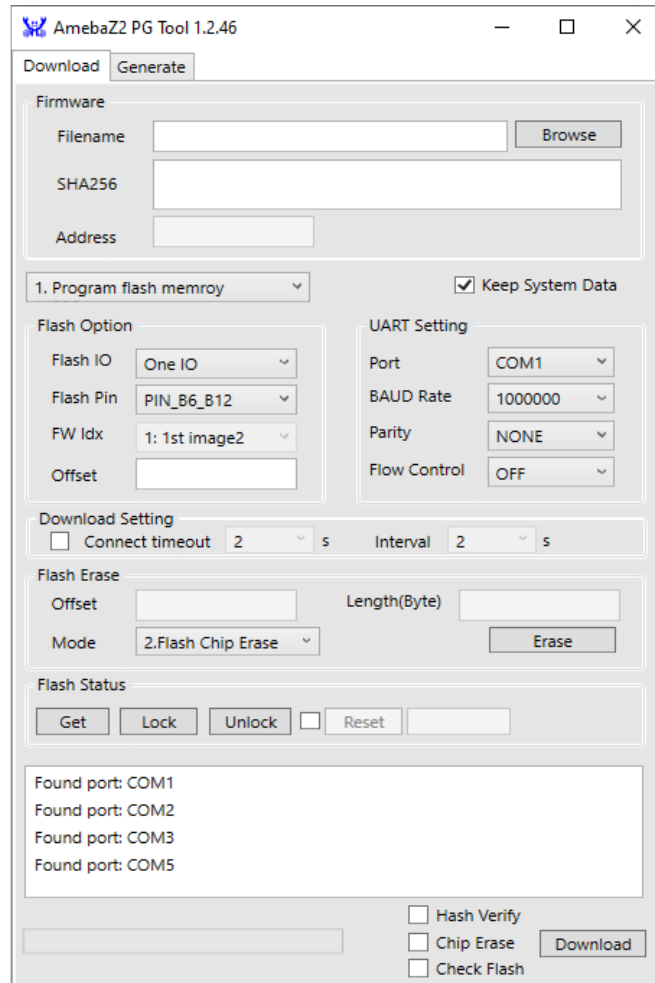 AmebaZ2 PG Tool 1.2.46
Download Generate
Firmware
Filename Browse
SHA256
Address
1. Program flash memroy Keep System Data
Flash Option UART Setting
Flash IO One IO Port COM1
Flash Pin PIN_B6_B12 BAUD Rate 1000000
FW Idx 1: 1st image2 Parity NONE
Offset Flow Control OFF
Download Setting
Connect timeout 2 s Interval 2 s
Flash Erase
Offset Length(Byte)
Mode 2.Flash Chip Erase Erase
Flash Status
Get Lock Unlock Reset
Found port: COM1
Found port: COM2
Found port: COM3
Found port: COM5
Hash Verify
Chip Erase Download
Check Flash